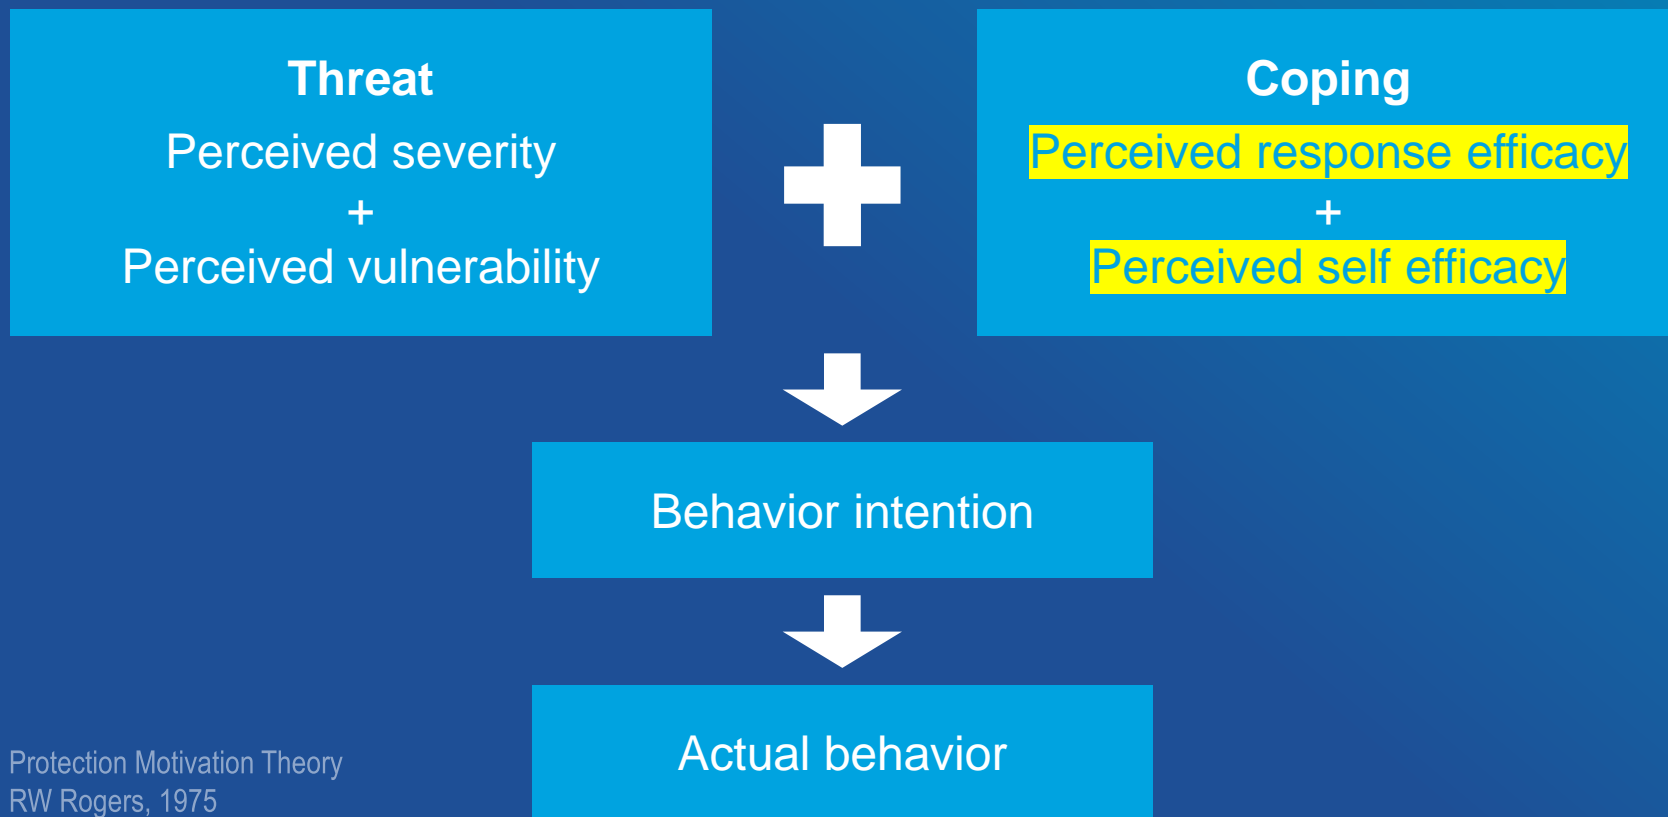 Threat
Perceived severity
+
Perceived vulnerability
Coping
Perceived response efficacy
+
Perceived self efficacy
Behavior intention
Actual behavior
Protection Motivation Theory
RW Rogers, 1975